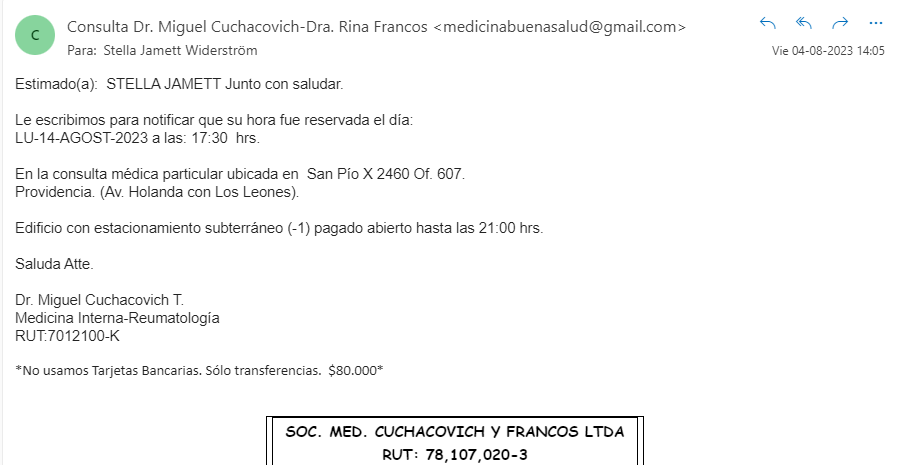 C
Consulta Dr. Miguel Cuchacovich-Dra. Rina Francos <medicinabuenasalud@gmail.com>
Para: Stella Jamett Widerström
Vie 04-08-2023 14:05
Estimado(a):  STELLA JAMETT Junto con saludar.
Le escribimos para notificar que su hora fue reservada el día:
LU-14-AGOST-2023 a las: 17:30  hrs.
En la consulta médica particular ubicada en  San Pío X 2460 Of. 607.
Providencia. (Av. Holanda con Los Leones).
Edificio con estacionamiento subterráneo (-1) pagado abierto hasta las 21:00 hrs.
Saluda Atte.
Dr. Miguel Cuchacovich T.
Medicina Interna-Reumatología
RUT:7012100-K
*No usamos Tarjetas Bancarias. Sólo transferencias.  $80.000*
SOC. MED. CUCHACOVICH Y FRANCOS LTDA
RUT: 78,107,020-3